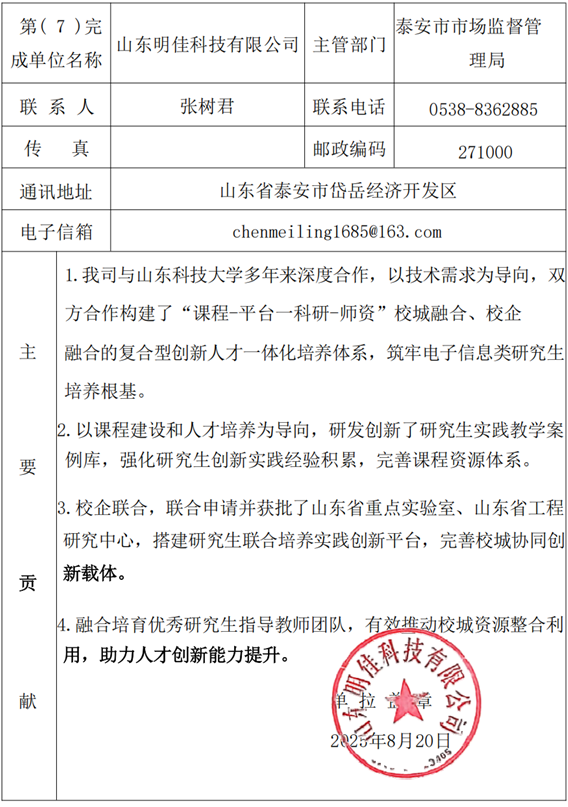 第(7)完
成单位名称
山东明佳科技有限公司
主管部门
泰安市市场监督管
理局
联系人
张树君
联系电话
0538-8362885
传真
邮政编码
271000
通讯地址
山东省泰安市岱岳经济开发区
电子信箱
chenmeiling1685@163.com
主
要
贡
献
1.我司与山东科技大学多年来深度合作，以技术需求为导向，双
方合作构建了“课程-平台一科研-师资”校城融合、校企
融合的复合型创新人才一体化培养体系，筑牢电子信息类研究生
培养根基。
2.以课程建设和人才培养为导向，研发创新了研究生实践教学案
例库，强化研究生创新实践经验积累，完善课程资源体系。
3.校企联合，联合申请并获批了山东省重点实验室、山东省工程
研究中心，搭建研究生联合培养实践创新平台，完善校城协同创
新载体。
4.融合培育优秀研究生指导教师团队，有效推动校城资源整合利
用，助力人才创新能力提升。
单位盖章
2025年8月20日
山东明佳科技有限公司